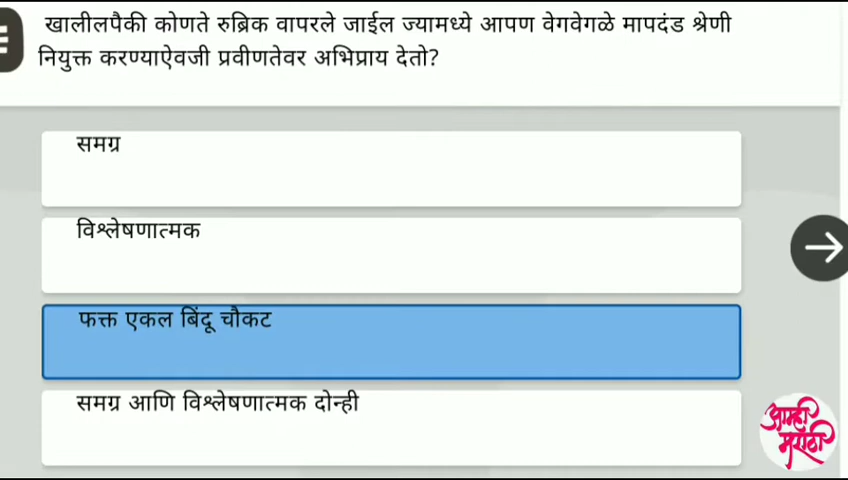 खालीलपैकी कोणते रुब्रिक वापरले जाईल ज्यामध्ये आपण वेगवेगळे मापदंड श्रेणी
नियुक्त करण्याऐवजी प्रवीणतेवर अभिप्राय देतो?
समग्र
विश्लेषणात्मक
फक्त एकल बिंदू चौकट
समग्र आणि विश्लेषणात्मक दोन्ही
आम्ही
मराठी